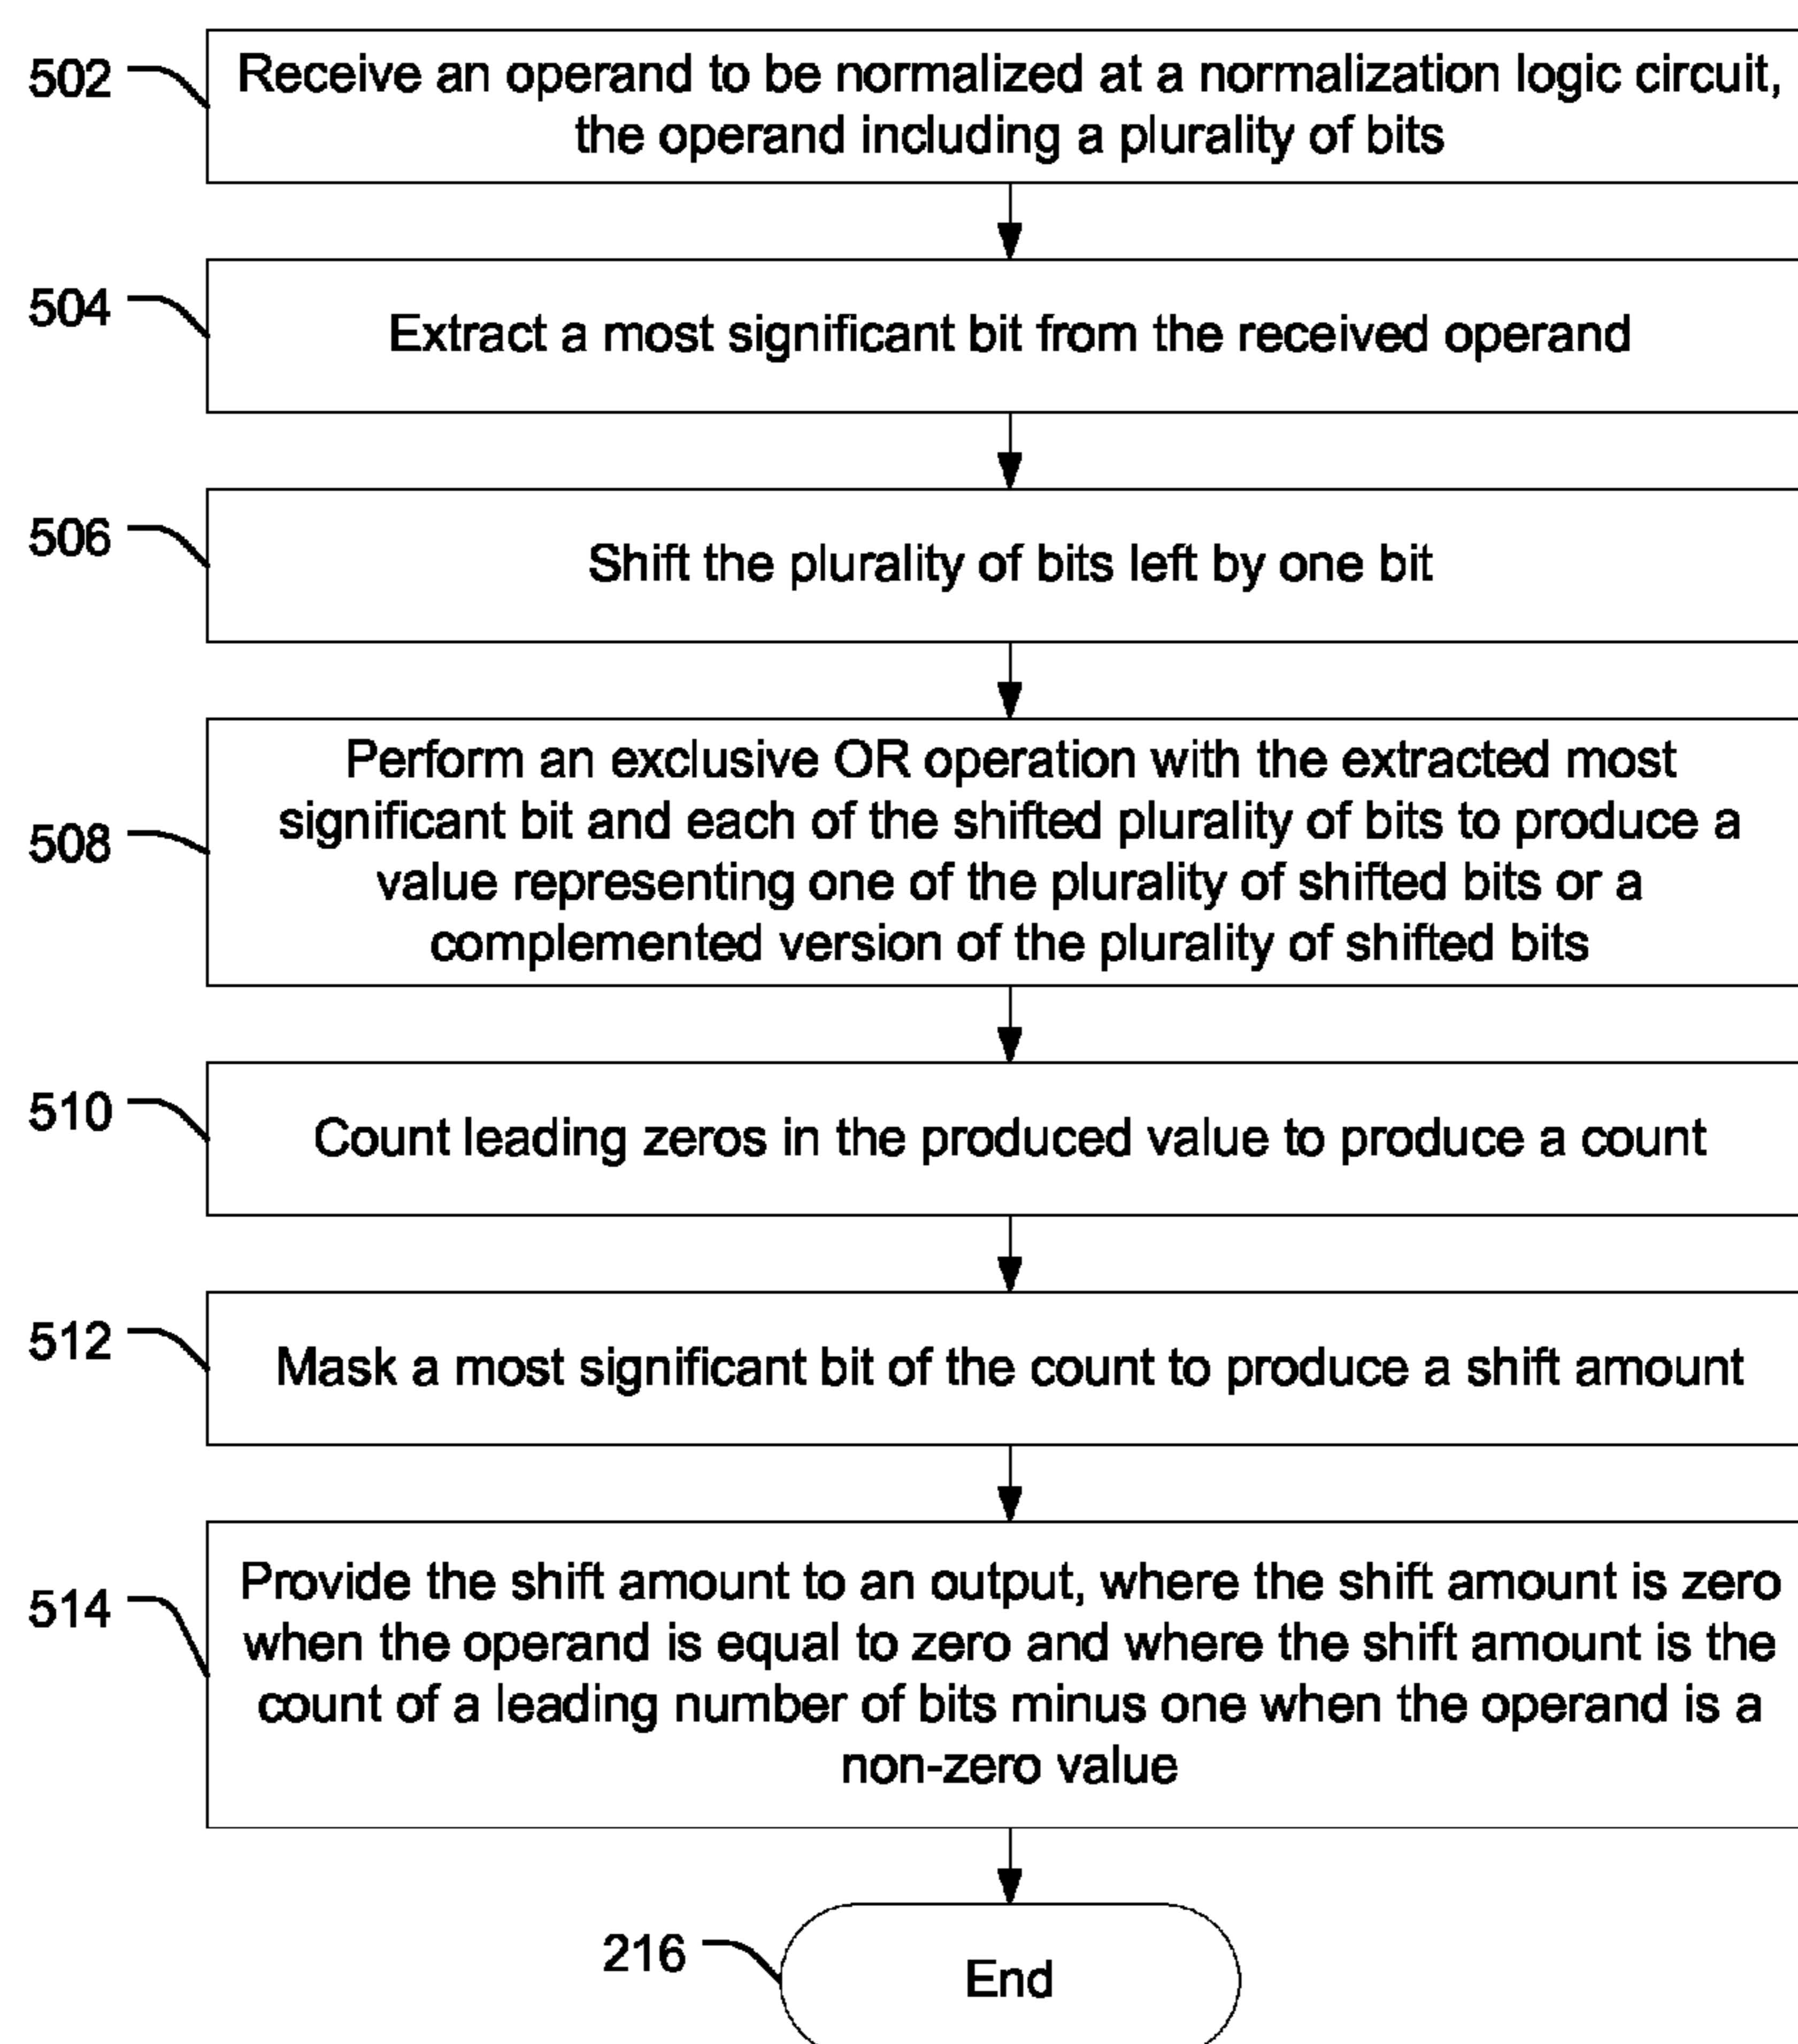 502
Receive an operand to be normalized at a normalization logic circuit,
the operand including a plurality of bits
504
Extract a most significant bit from the received operand
506
Shift the plurality of bits left by one bit
508
Perform an exclusive OR operation with the extracted most
significant bit and each of the shifted plurality of bits to produce a
value representing one of the plurality of shifted bits or a
complemented version of the plurality of shifted bits
510
Count leading zeros in the produced value to produce a count
512
Mask a most significant bit of the count to produce a shift amount
514
Provide the shift amount to an output, where the shift amount is zero
when the operand is equal to zero and where the shift amount is the
count of a leading number of bits minus one when the operand is a
non-zero value
216
End